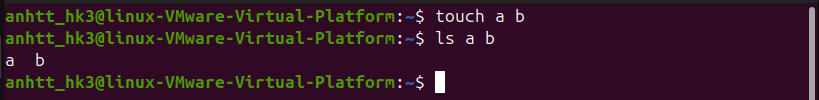 anhtt_hk3@linux-VMware-Virtual-Platform:~$ touch a b
anhtt_hk3@linux-VMware-Virtual-Platform:~$ ls a b
a  b
anhtt_hk3@linux-VMware-Virtual-Platform:~$